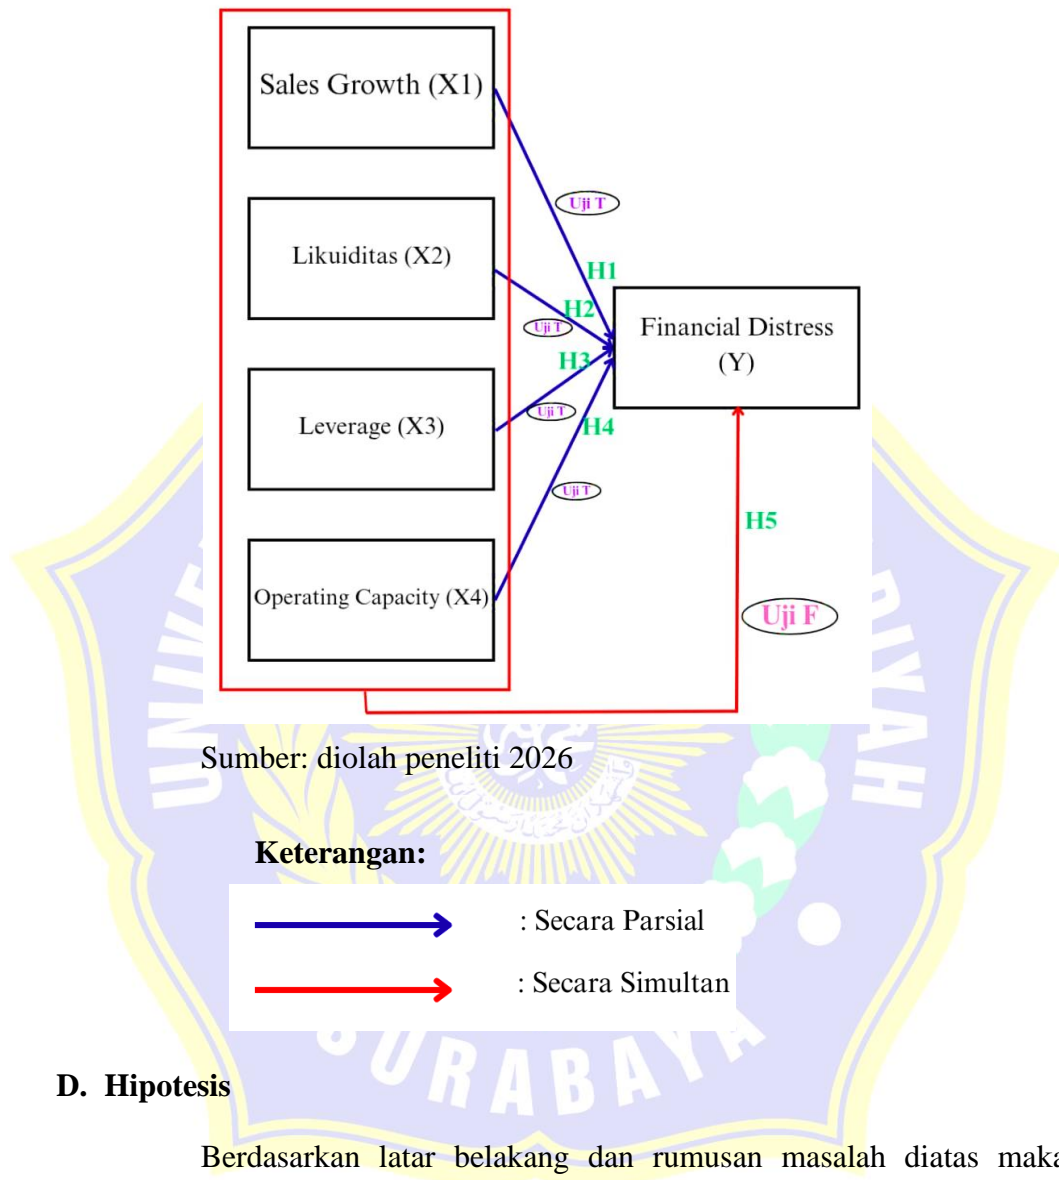 Sales Growth (X1)
Uji T
Likuiditas (X2)
H1
H2
Uji T
Financial Distress
(Y)
H3
Leverage (X3)
Uji T
H4
Uji T
H5
Operating Capacity (X4)
Uji F
Sumber: diolah peneliti 2026
Keterangan:
: Secara Parsial
: Secara Simultan
SURABAYA
D. Hipotesis
Berdasarkan latar belakang dan rumusan masalah diatas maka